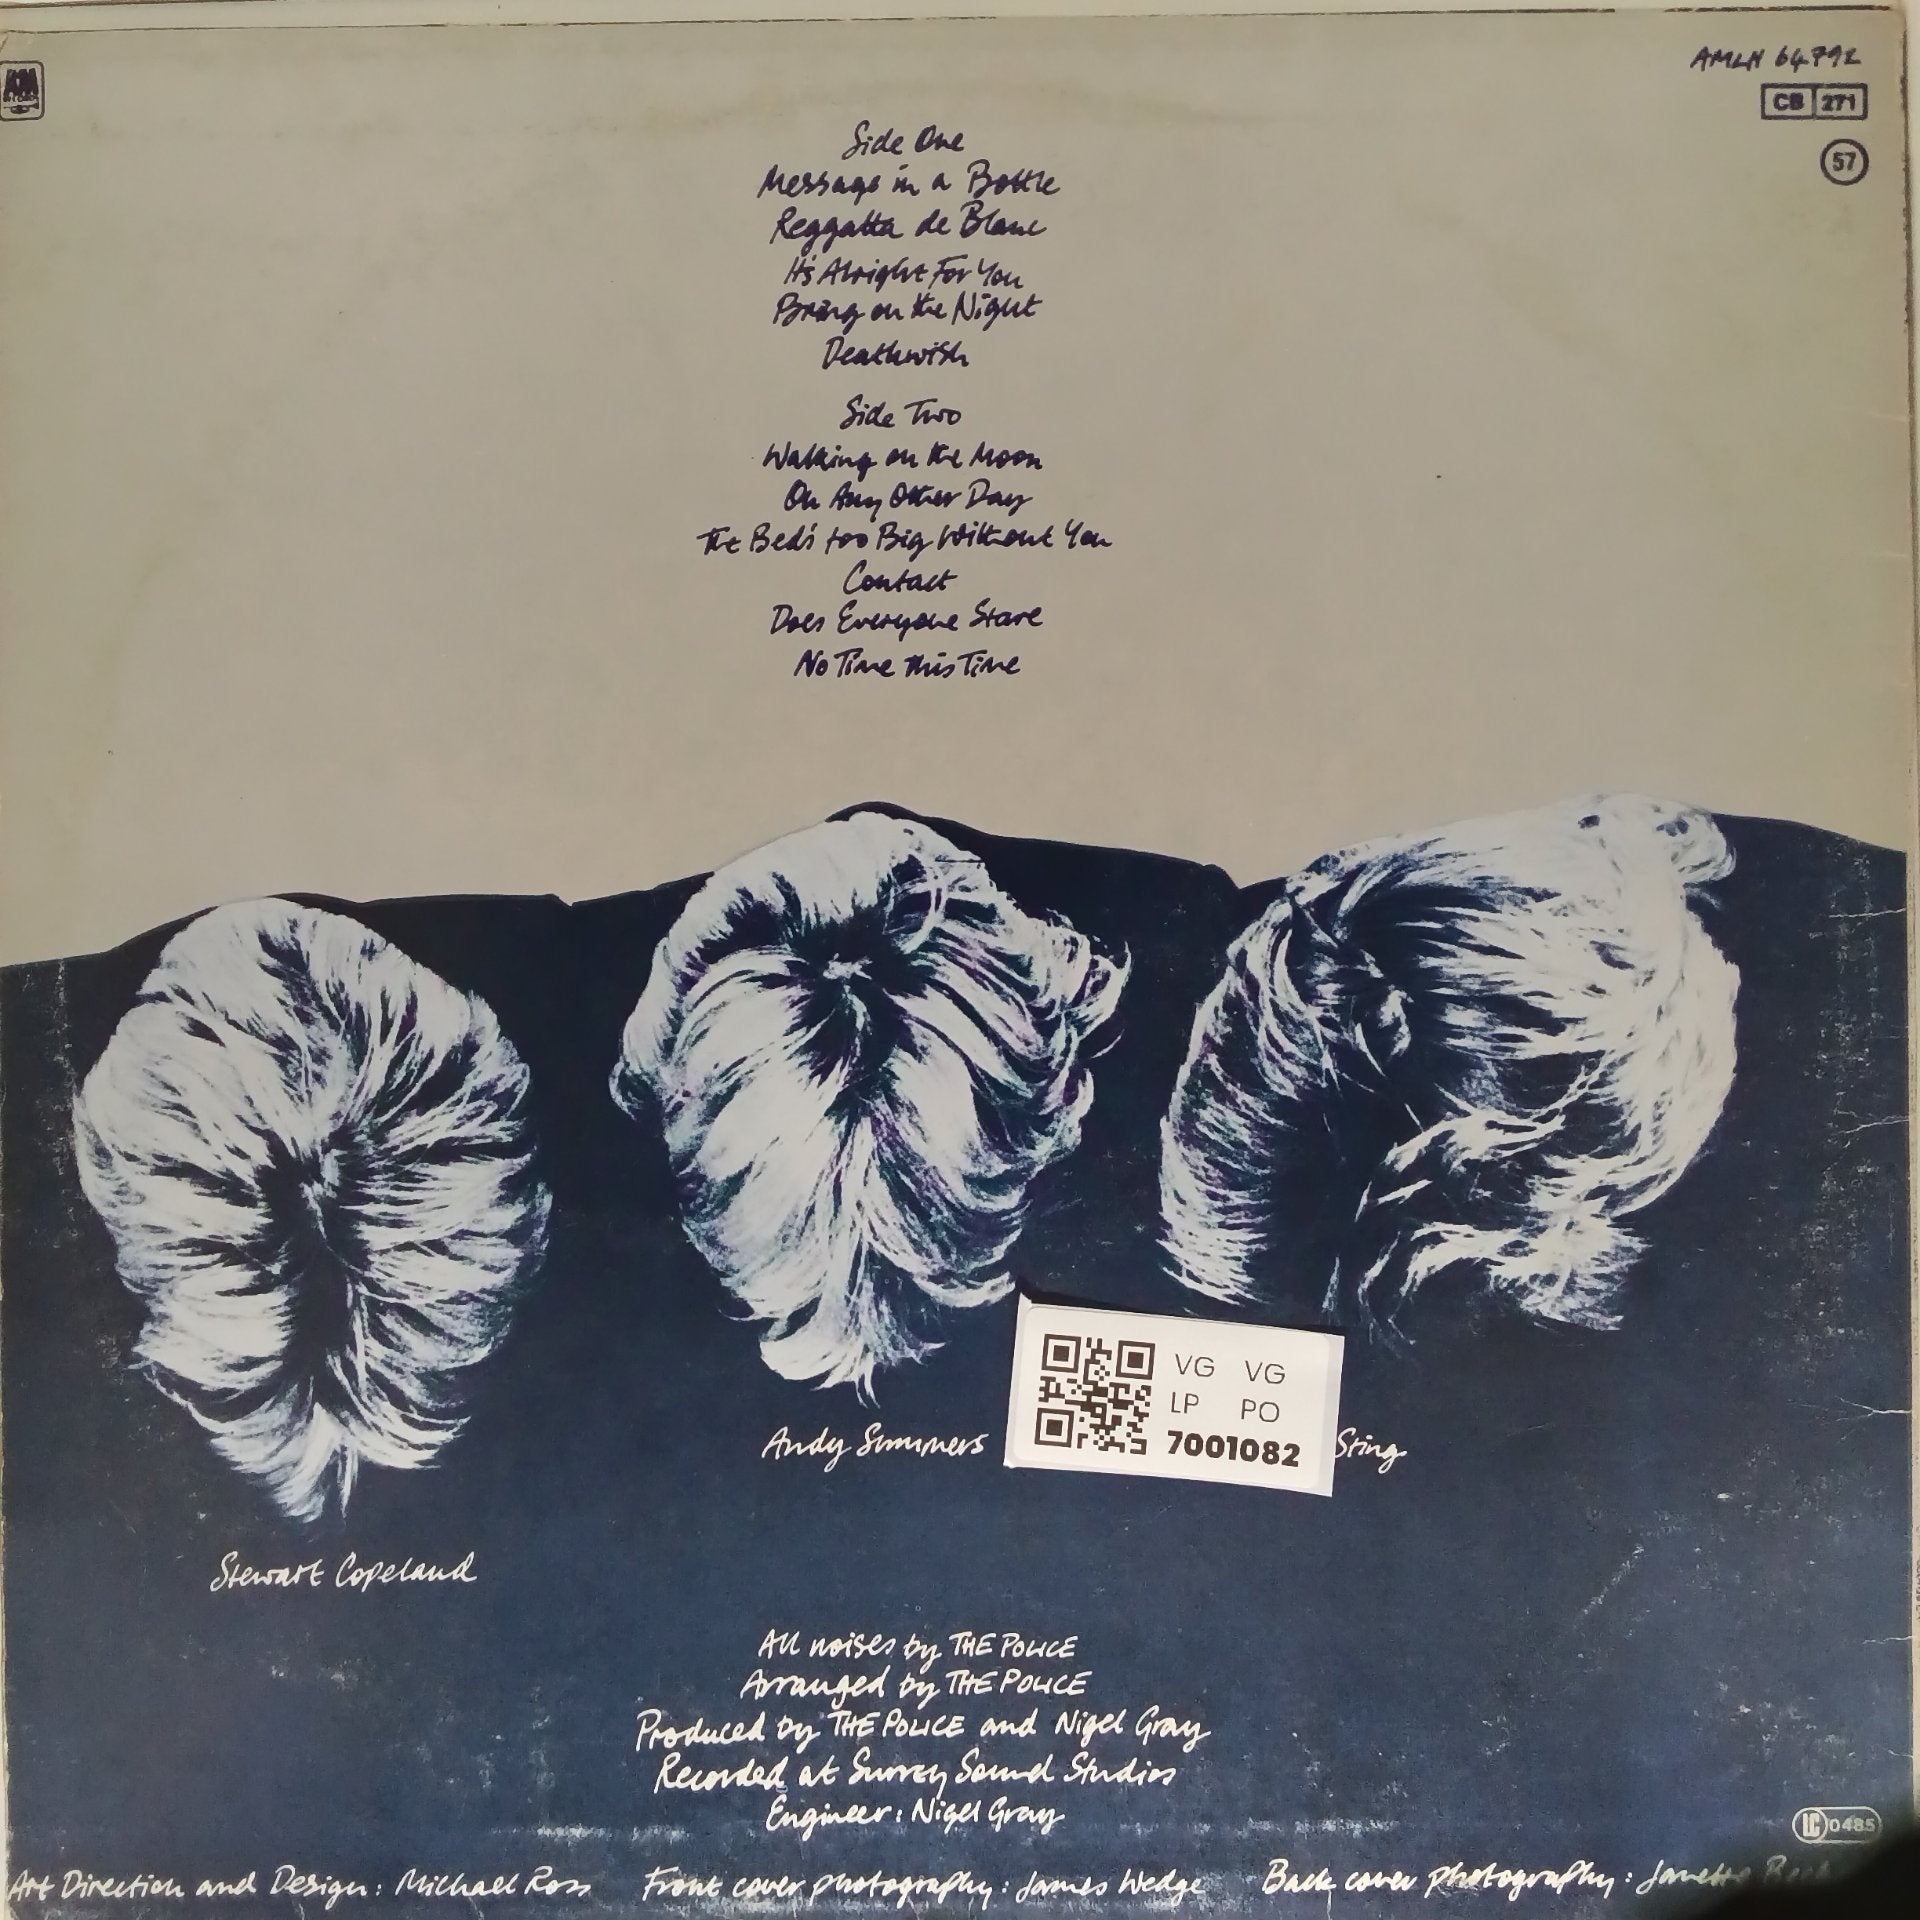 AMLH 64792
CB 271
57
Side One
Message in a Bottle
Reggatta de Blanc
It's Alright For You
Bring on the Night
Deathwish
Side Two
Walking on the Moon
On Any Other Day
The Bed's too Big Without You
Contact
Does Everyone Stare
No Time this Time
VG VG
LP PO
7001082
Andy Summers
Sting
Stewart Copeland
All noises by THE POLICE
Arranged by THE POLICE
Produced by THE POLICE and Nigel Gray
Recorded at Surrey Sound Studios
Engineer: Nigel Gray
LC 0485
Art Direction and Design: Michael Ross Front cover photography: James Wedge Back cover photography: Janette